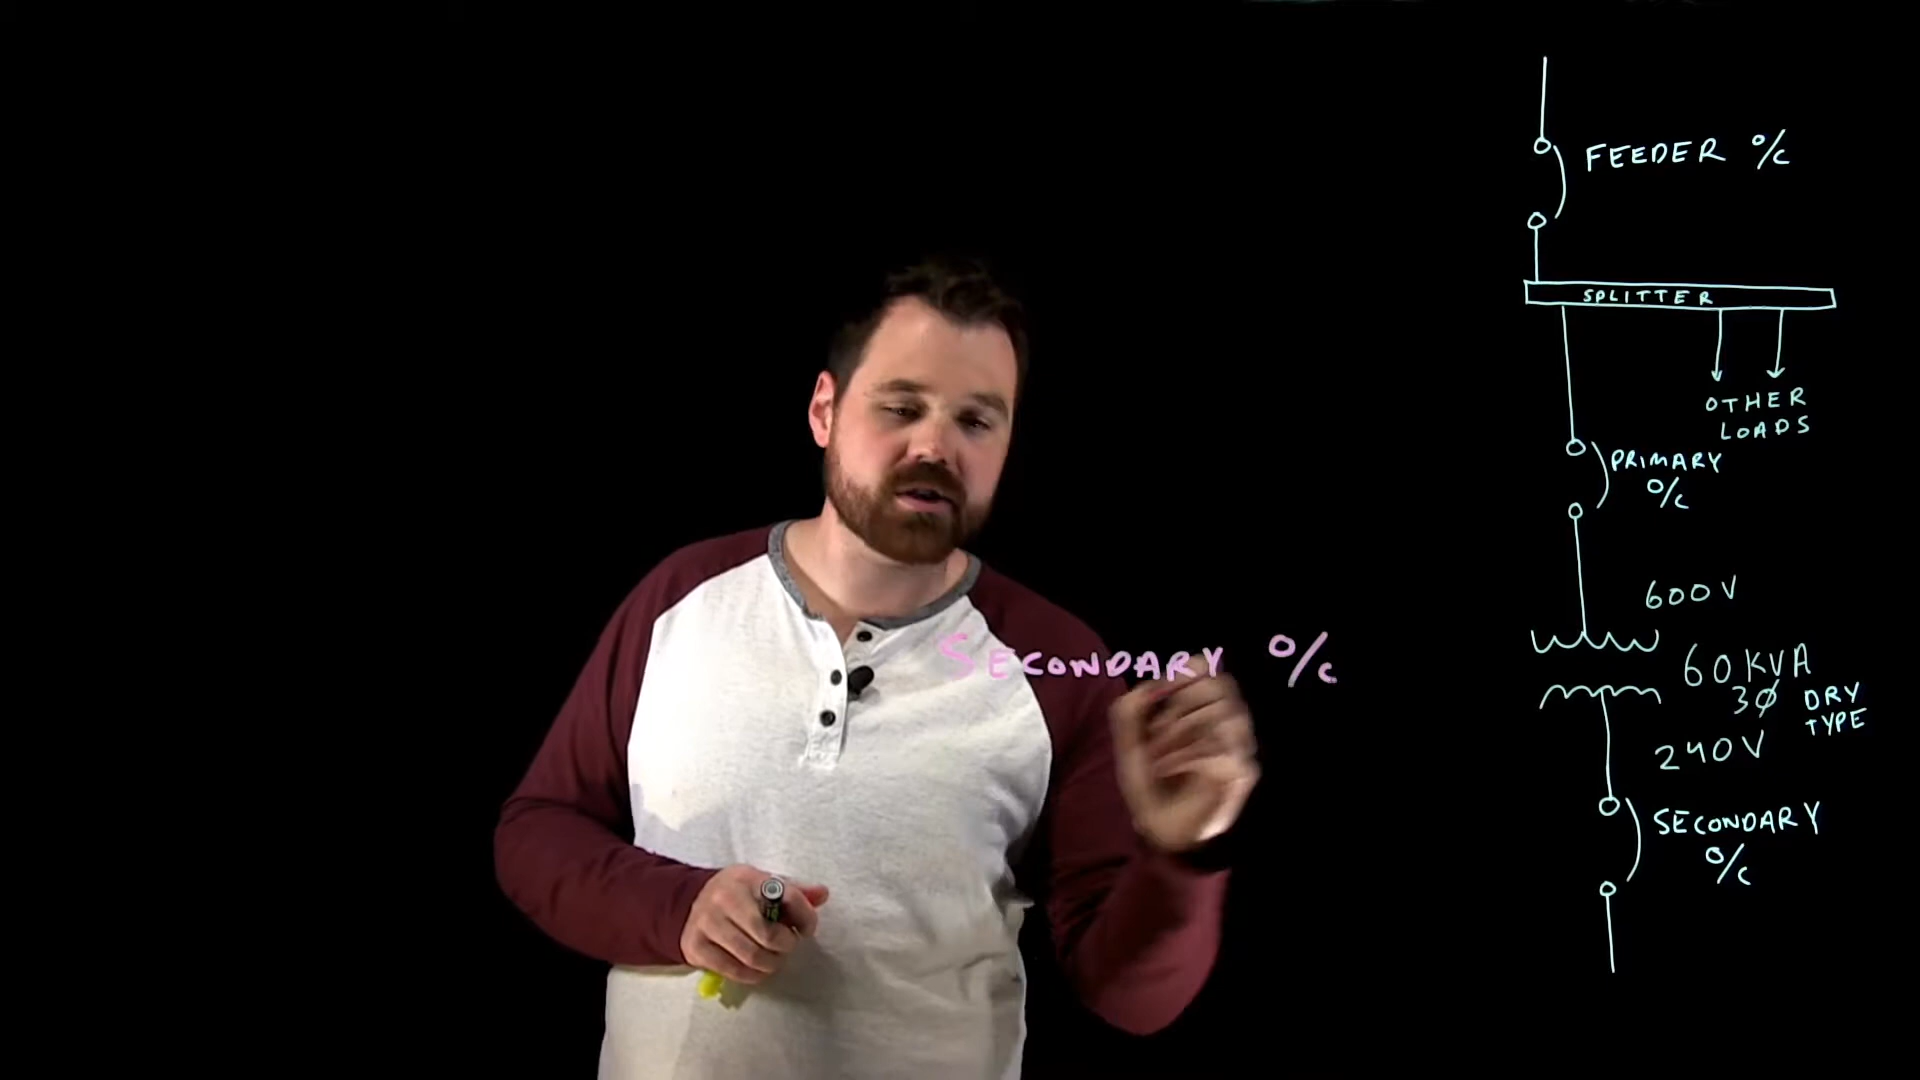 FEEDER O/C
SPLITTER
OTHER
LOADS
PRIMARY
O/C
600V
SECONDARY O/C
60KVA
3Ø DRY
TYPE
240V
SECONDARY
O/C